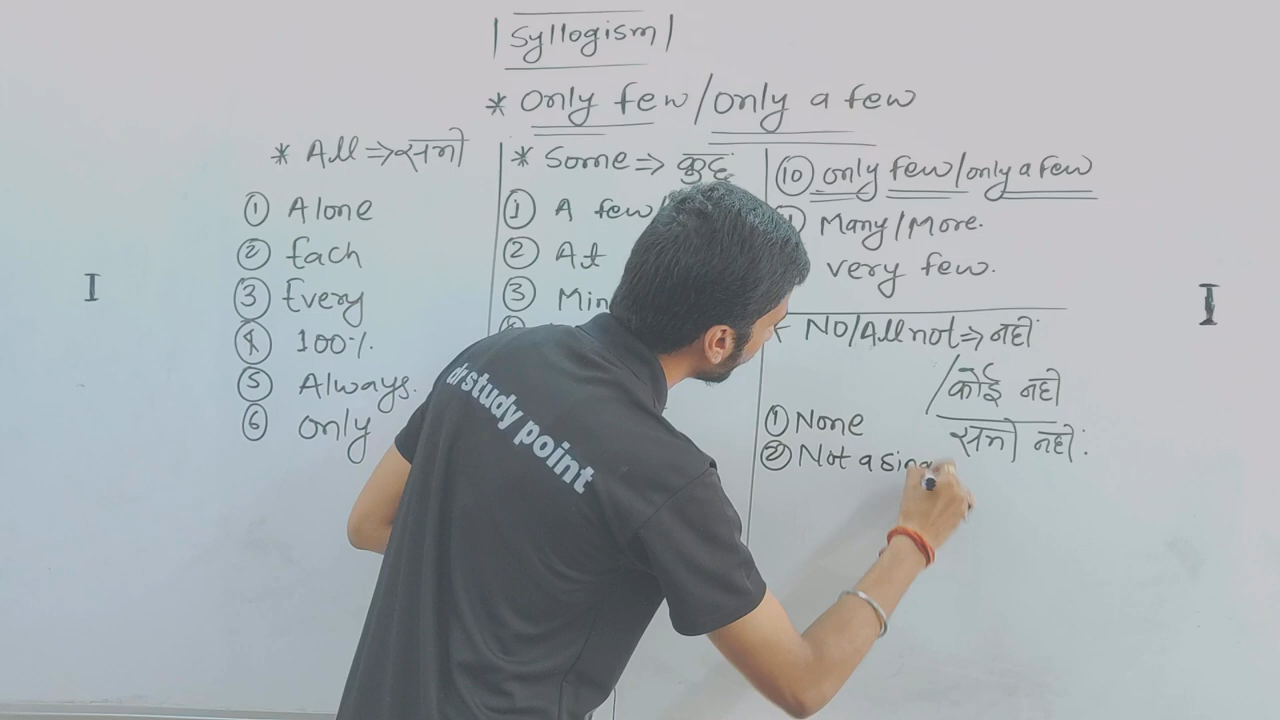 |Syllogism|
* Only few/only a few
* All ⇒ सभी
① Alone
② Each
③ Every
④ 100%.
⑤ Always.
⑥ only
* Some ⇒ कुछ
① A few/
② At
③ Min
⑩ only few/only a few
Many/More.
very few.
NO/All not ⇒ नहीं
/कोई नहीं
सभी नहीं.
① None
② Not a sing
dr study point
I
I